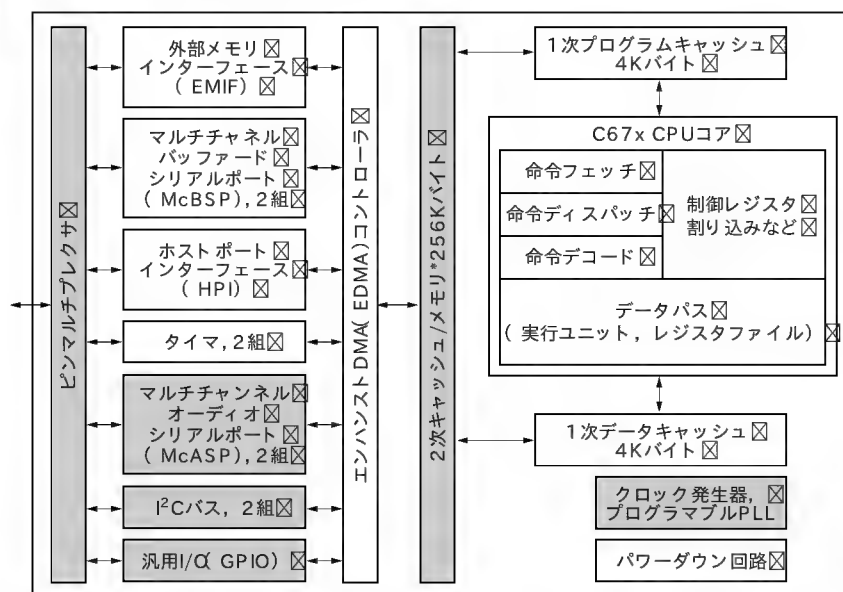 ピンマルチプレクサ
外部メモリ
インターフェース
( EMIF)
マルチチャネル
バッファード
シリアルポート
( McBSP), 2組
ホストポート
インターフェース
( HPI)
タイマ, 2組
マルチチャンネル
オーディオ
シリアルポート
( McASP), 2組
I²Cバス, 2組
汎用I/O( GPIO)
エンハンストDMA( EDMA)コントローラ
2次キャッシュ/メモリ*256Kバイト
1次プログラムキャッシュ
4Kバイト
C67x CPUコア
命令フェッチ
命令ディスパッチ
命令デコード
制御レジスタ
割り込みなど
データパス
( 実行ユニット, レジスタファイル)
1次データキャッシュ
4Kバイト
クロック発生器,
プログラマブルPLL
パワーダウン回路